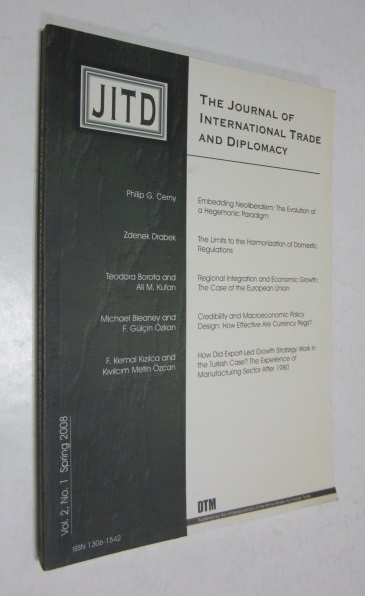 JITD
THE JOURNAL OF
INTERNATIONAL TRADE
AND DIPLOMACY
Philip G. Cerny
Embedding Neoliberalism: The Evolution of
a Hegemonic Paradigm
Zdenek Drabek
The Limits to the Harmonization of Domestic
Regulations
Teodora Borota and
Ali M. Kutan
Regional Integration and Economic Growth:
The Case of the European Union
Michael Bleaney and
F. Gülçin Özkan
Credibility and Macroeconomic Policy
Design: How Effective Are Currency Pegs?
F. Kemal Kızılca and
Kıvılcım Metin Özcan
How Did Export-Led Growth Strategy Work in
the Turkish Case? The Experience of
Manufacturing Sector After 1980
Vol. 2, No. 1 Spring 2008
ISSN 1306-1542
DTM